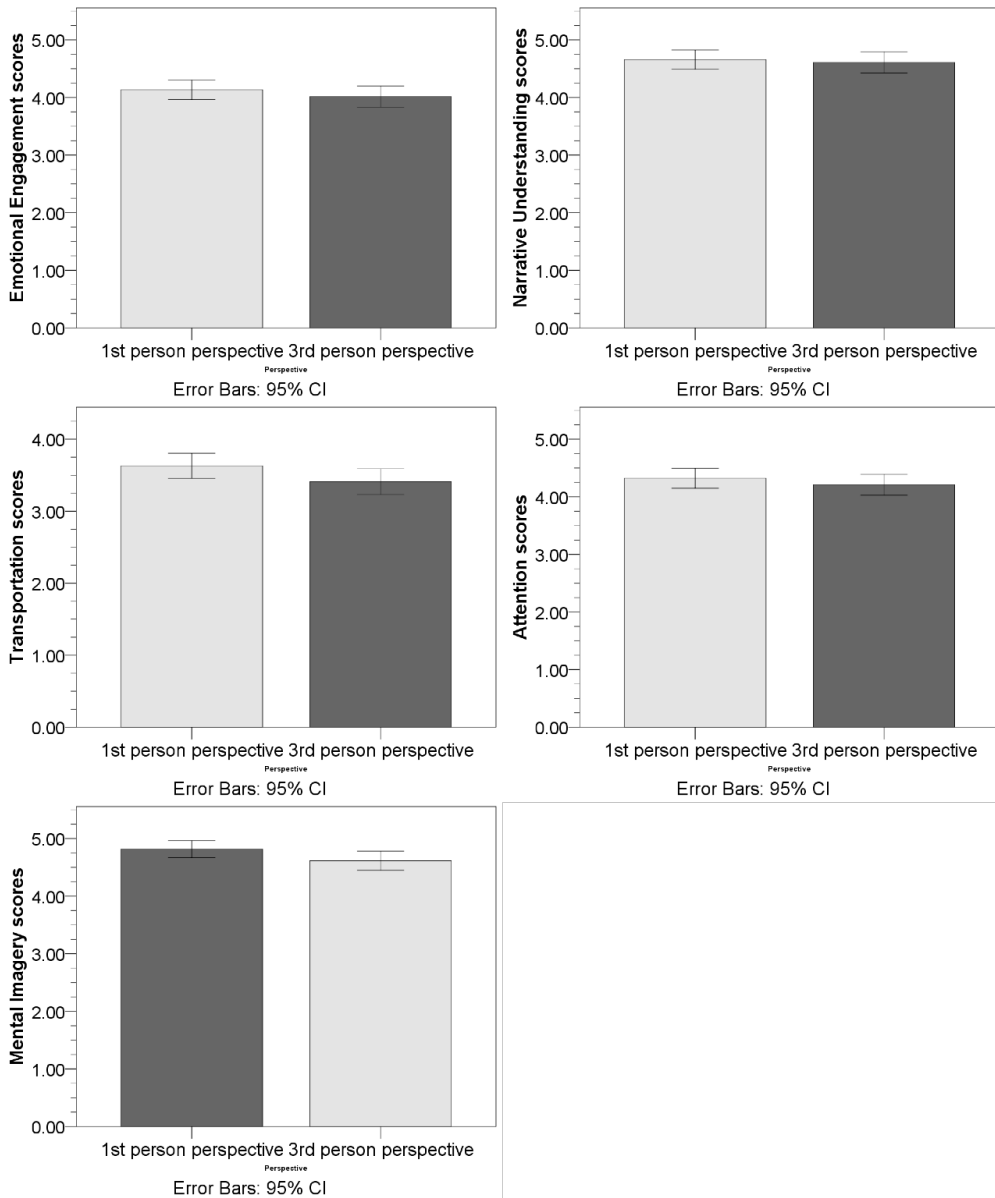 Emotional Engagement scores
5.00
4.00
3.00
2.00
1.00
0.00
1st person perspective 3rd person perspective
Perspective
Error Bars: 95% CI
Narrative Understanding scores
5.00
4.00
3.00
2.00
1.00
0.00
1st person perspective 3rd person perspective
Perspective
Error Bars: 95% CI
Transportation scores
4.00
3.00
2.00
1.00
0.00
1st person perspective 3rd person perspective
Perspective
Error Bars: 95% CI
Attention scores
5.00
4.00
3.00
2.00
1.00
0.00
1st person perspective 3rd person perspective
Perspective
Error Bars: 95% CI
Mental Imagery scores
5.00
4.00
3.00
2.00
1.00
0.00
1st person perspective 3rd person perspective
Perspective
Error Bars: 95% CI